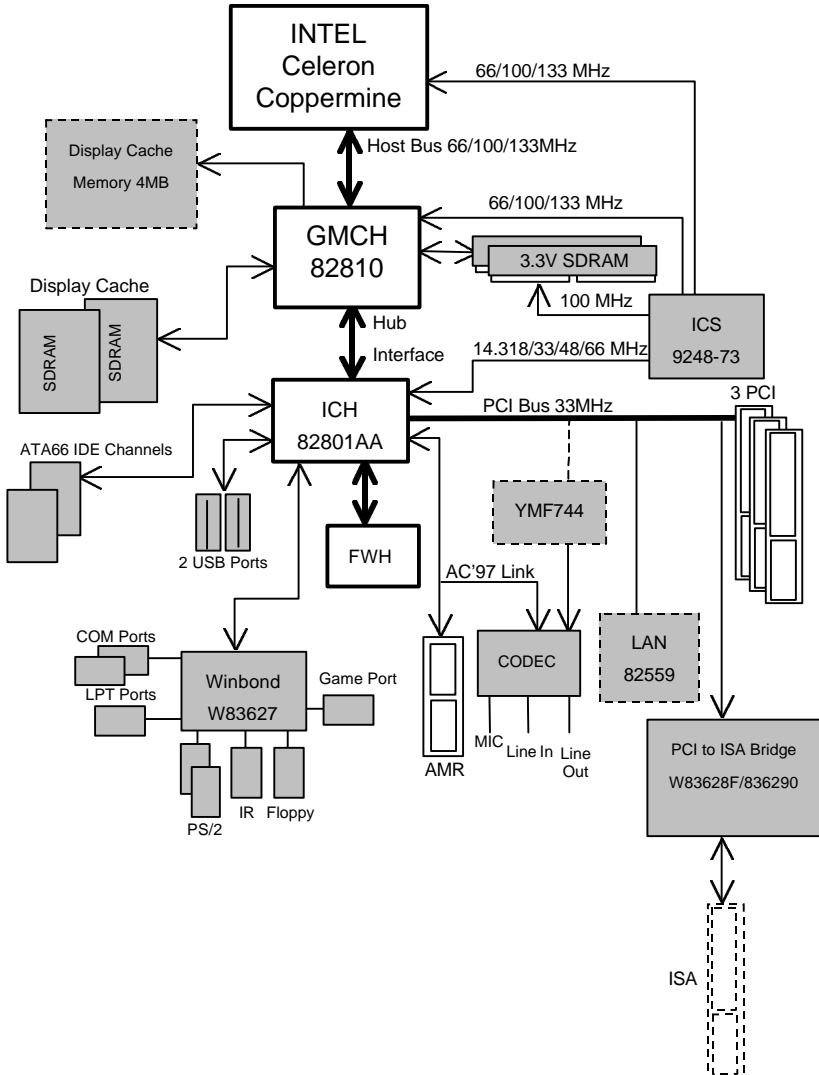 INTEL
Celeron
Coppermine
66/100/133 MHz
Host Bus 66/100/133MHz
Display Cache
Memory 4MB
66/100/133 MHz
GMCH
82810
3.3V SDRAM
Display Cache
SDRAM
SDRAM
100 MHz
ICS
9248-73
Hub
Interface
14.318/33/48/66 MHz
3 PCI
ICH
82801AA
PCI Bus 33MHz
ATA66 IDE Channels
YMF744
2 USB Ports
FWH
AC'97 Link
COM Ports
LPT Ports
Winbond
W83627
Game Port
CODEC
LAN
82559
MIC
Line In
Line
Out
AMR
PCI to ISA Bridge
W83628F/836290
PS/2
IR
Floppy
ISA